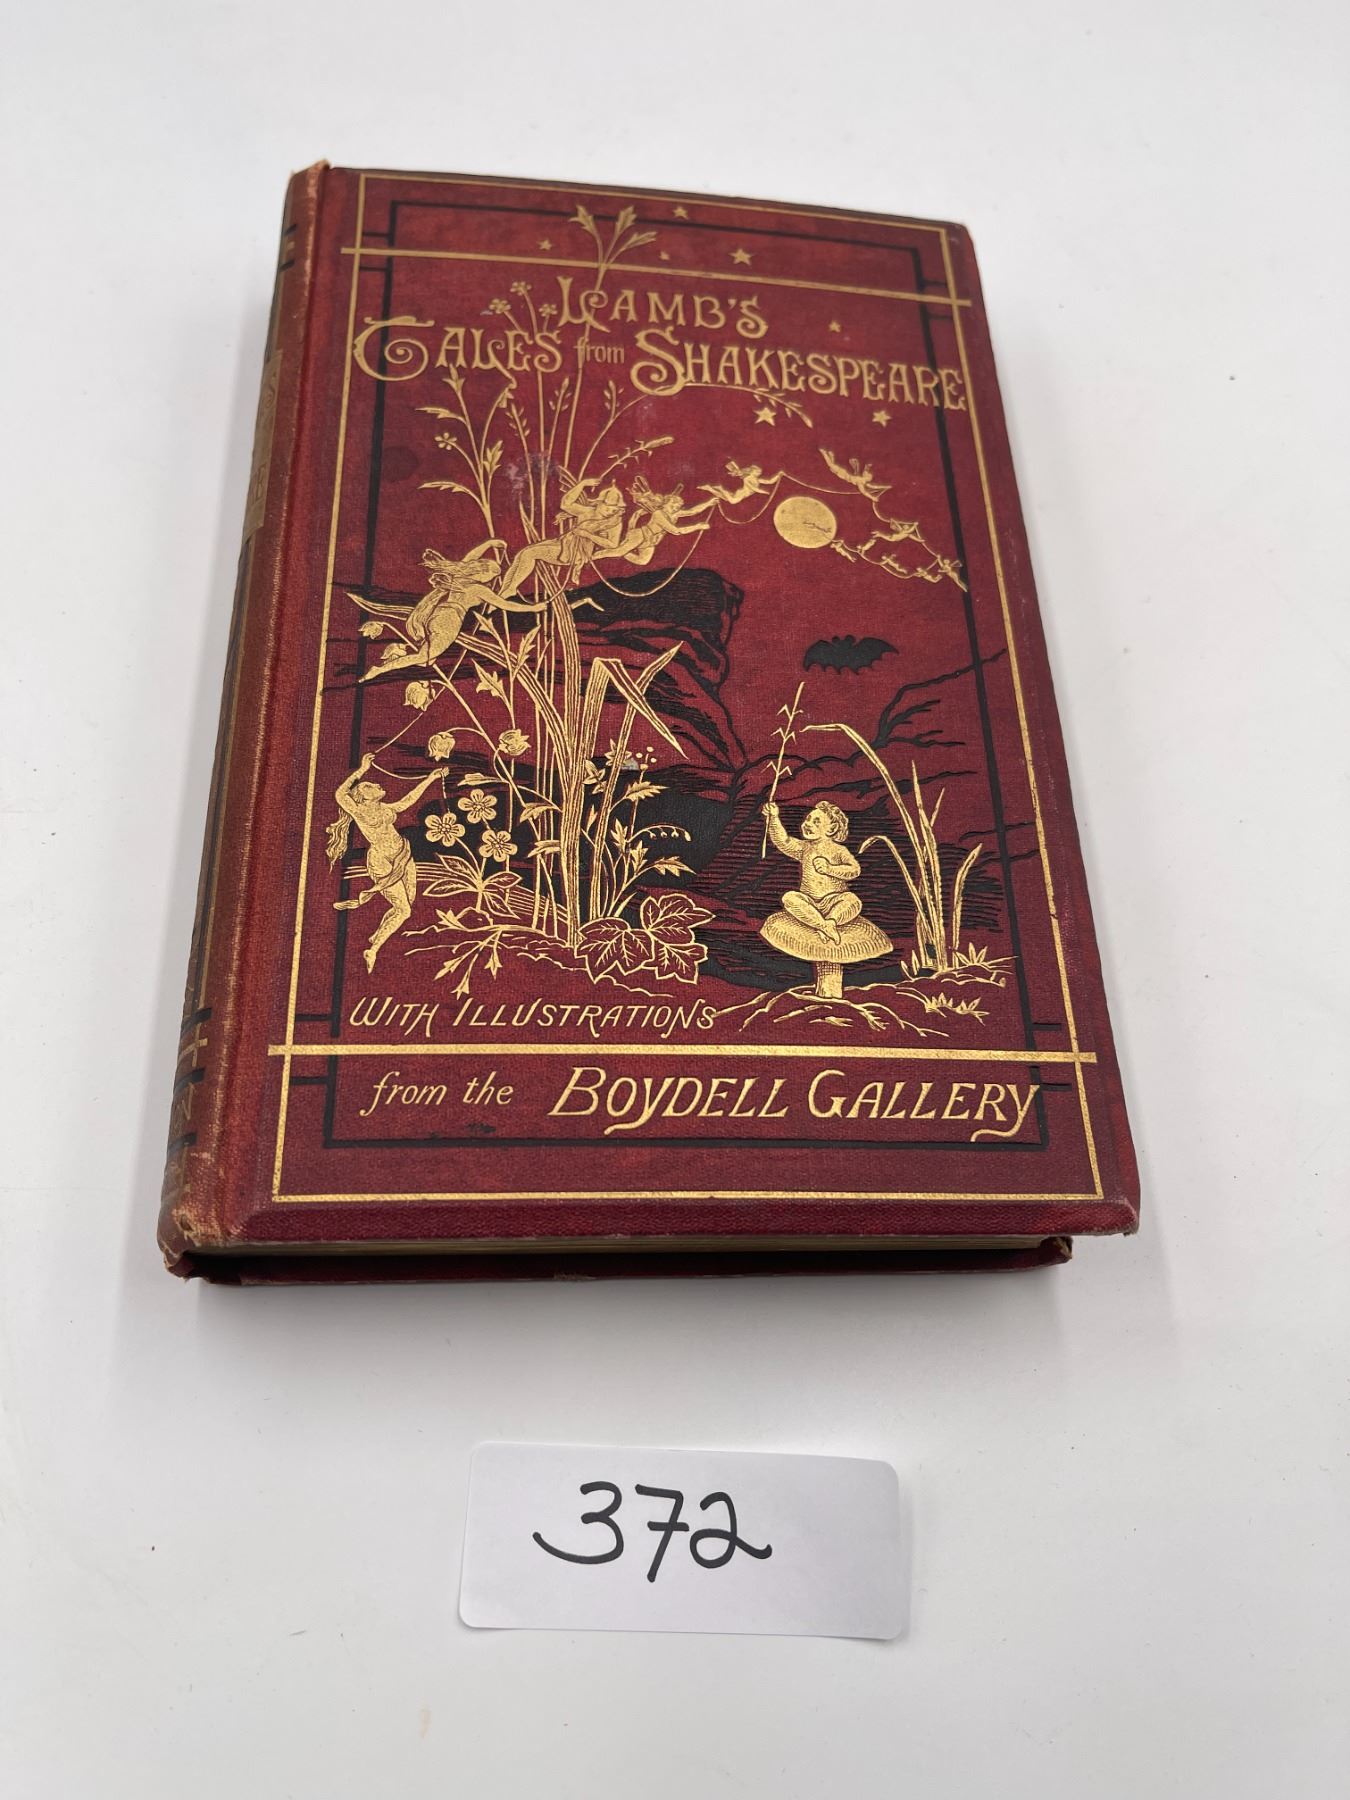 LAMB'S
TALES from SHAKESPEARE
WITH ILLUSTRATIONS
from the BOYDELL GALLERY
372